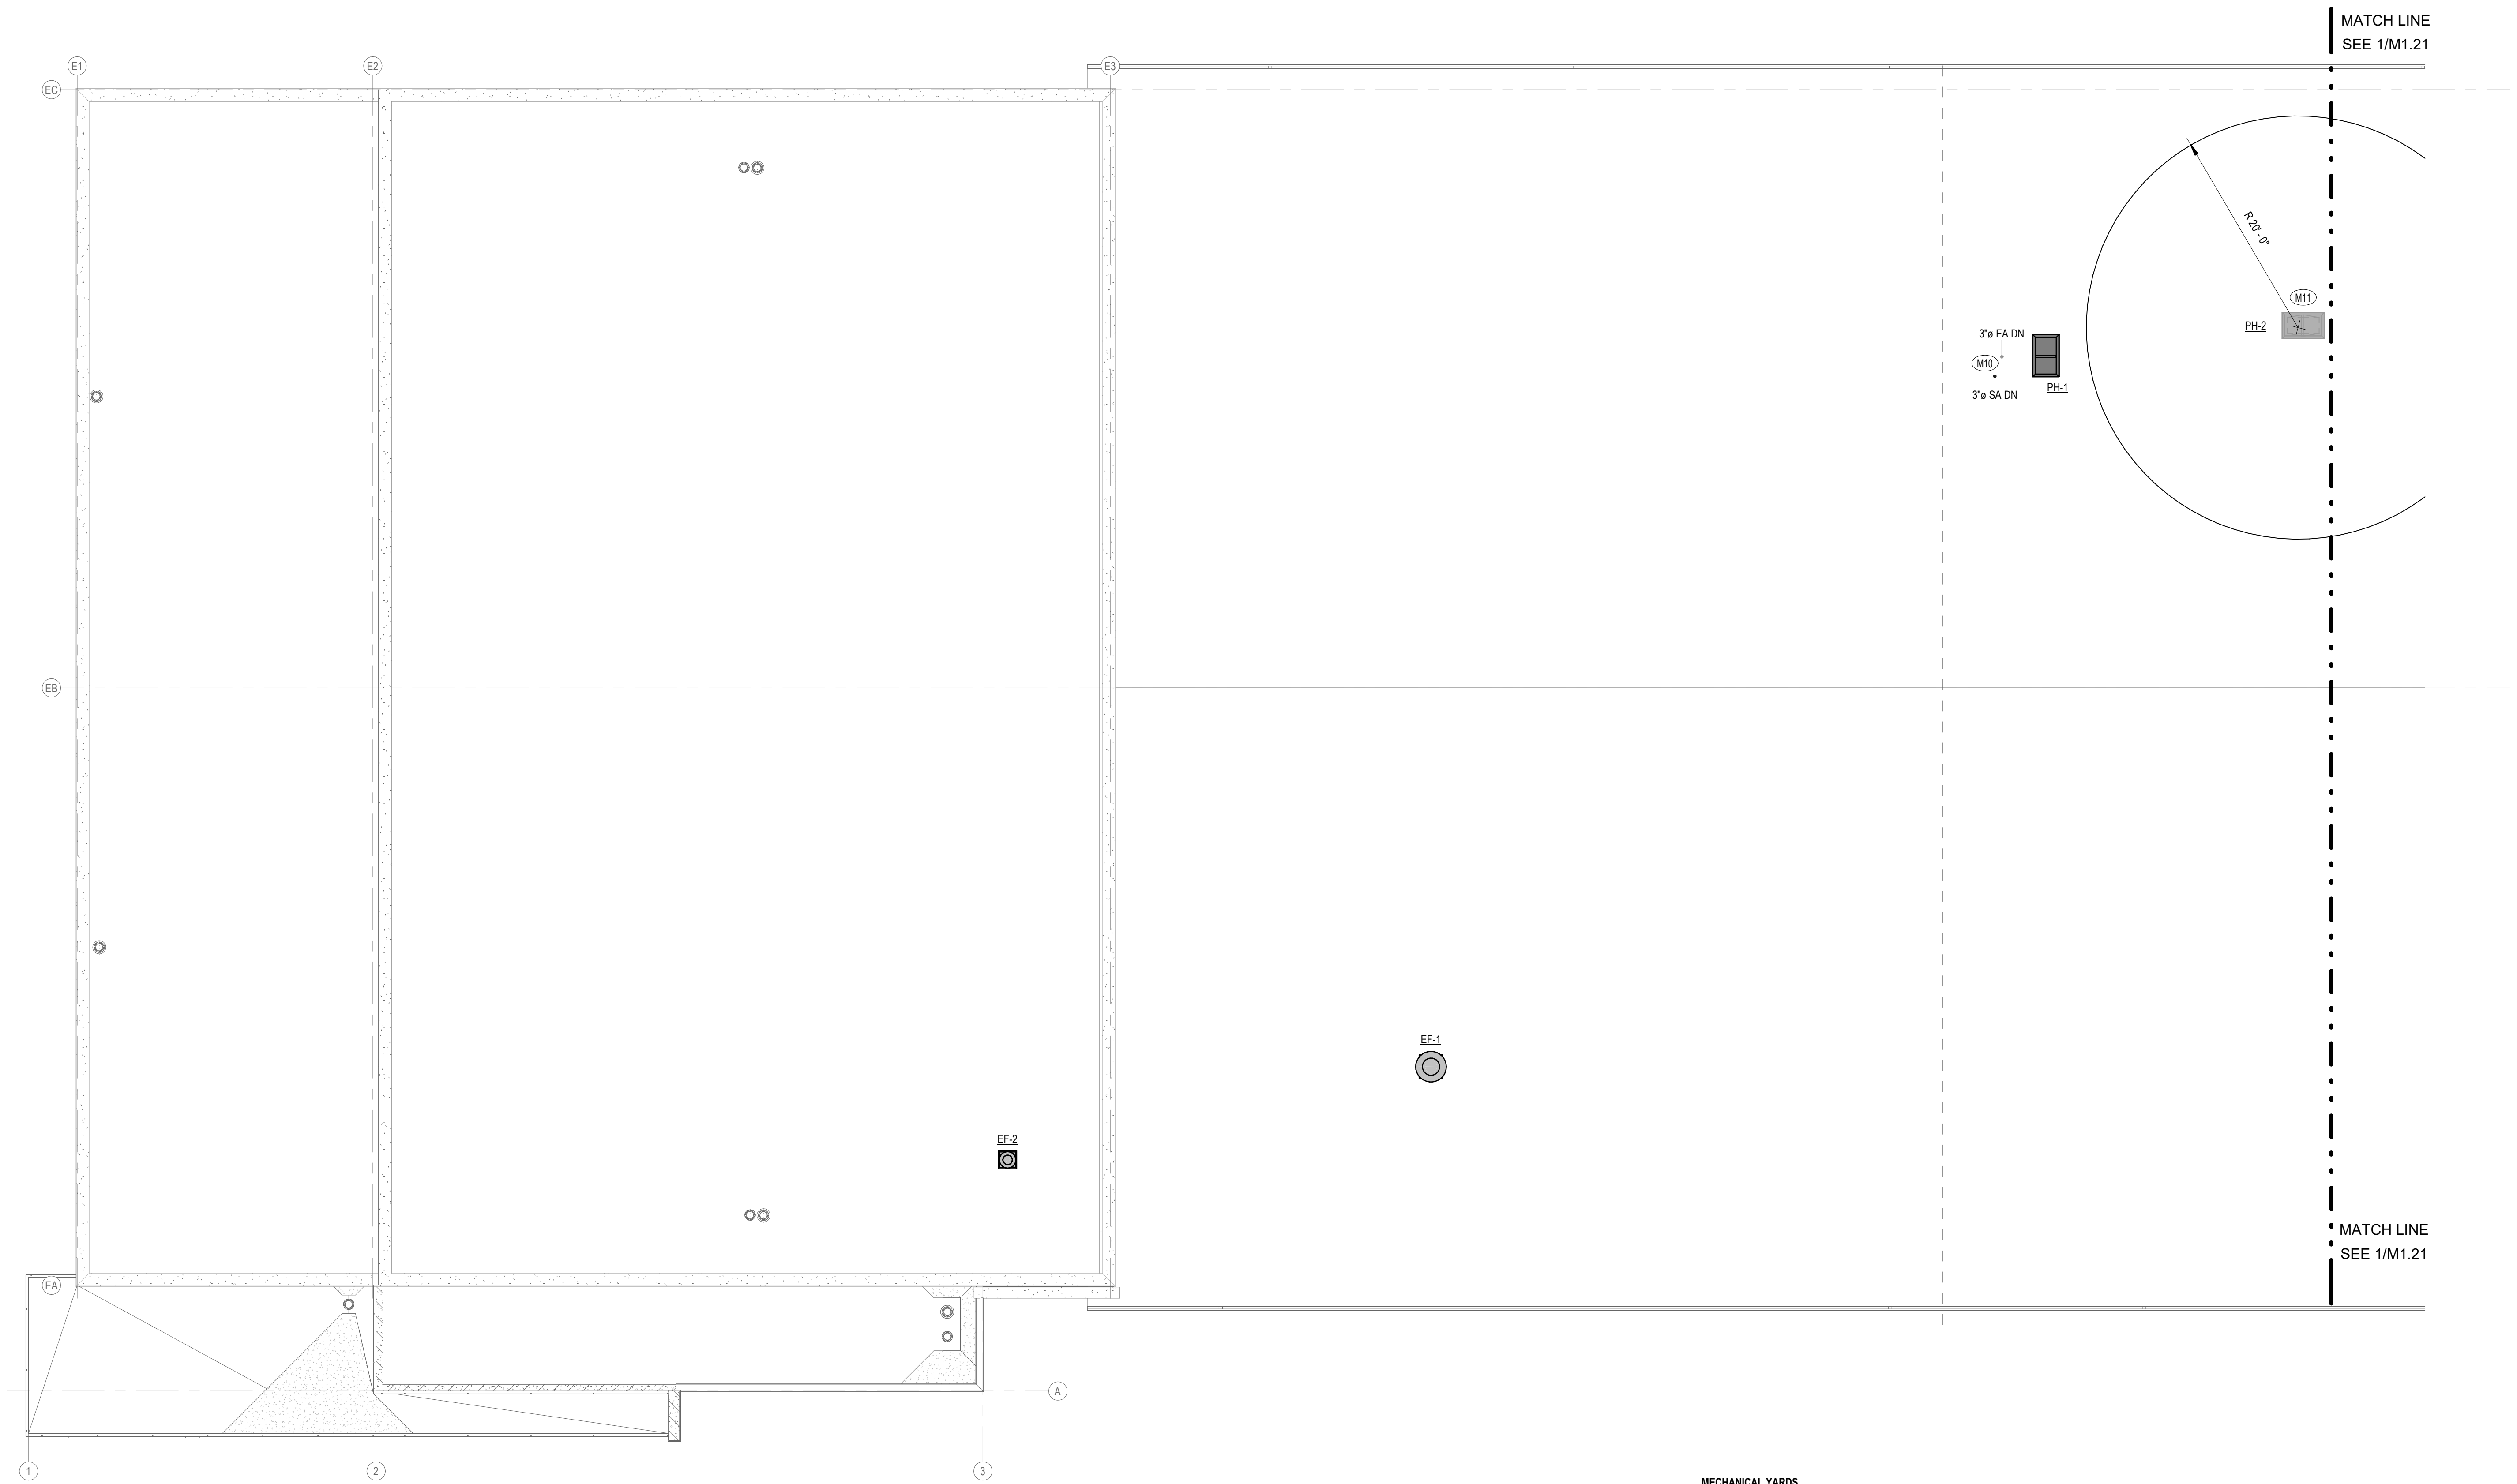 MATCH LINE
SEE 1/M1.21
E1
E2
E3
EC
R 20' - 0"
M11
PH-2
3"ø EA DN
M10
PH-1
3"ø SA DN
EB
EF-1
EF-2
MATCH LINE
SEE 1/M1.21
EA
A
1
2
3
MECHANICAL YARDS